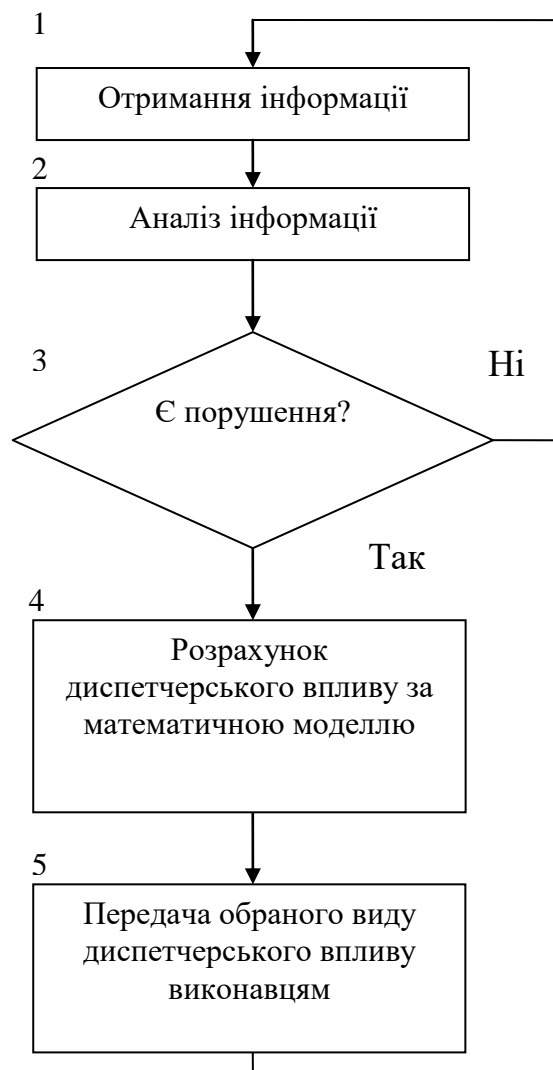 1
Отримання інформації
2
Аналіз інформації
3
Ні
Є порушення?
Так
4
Розрахунок
диспетчерського впливу за
математичною моделлю
5
Передача обраного виду
диспетчерського впливу
виконавцям